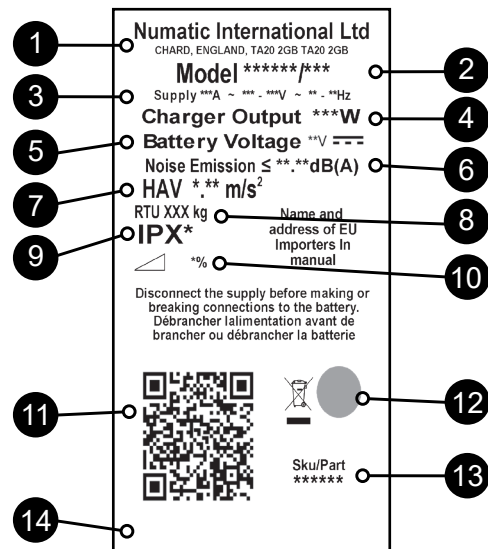 Numatic International Ltd
CHARD, ENGLAND, TA20 2GB TA20 2GB
1
Model ******/***
2
3
Supply ***A ~ *** - ***V ~ ** - **Hz
Charger Output ***W
4
5
Battery Voltage **V
Noise Emission ≤ **.**dB(A)
6
7
HAV *.** m/s²
RTU XXX kg
8
Name and
address of EU
Importers In
manual
9
IPX*
*%
10
Disconnect the supply before making or
breaking connections to the battery.
Débrancher lalimentation avant de
brancher ou débrancher la batterie
11
12
Sku/Part
******
13
14